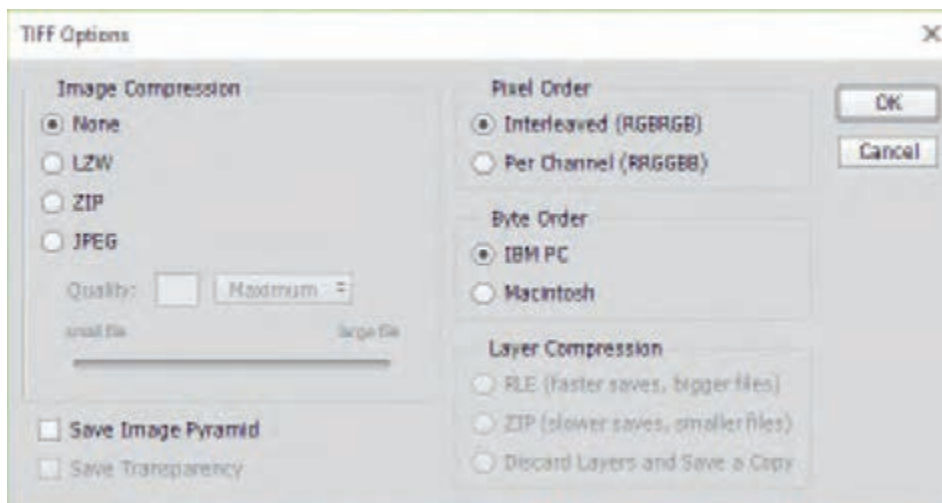 TIFF Options
Image Compression
None
LZW
ZIP
JPEG
Quality:
Maximum
small file
large file
Save Image Pyramid
Save Transparency
Pixel Order
Interleaved (RGBRGB)
Per Channel (RRGGBB)
Byte Order
IBM PC
Macintosh
Layer Compression
RLE (faster saves, bigger files)
ZIP (slower saves, smaller files)
Discard Layers and Save a Copy
OK
Cancel